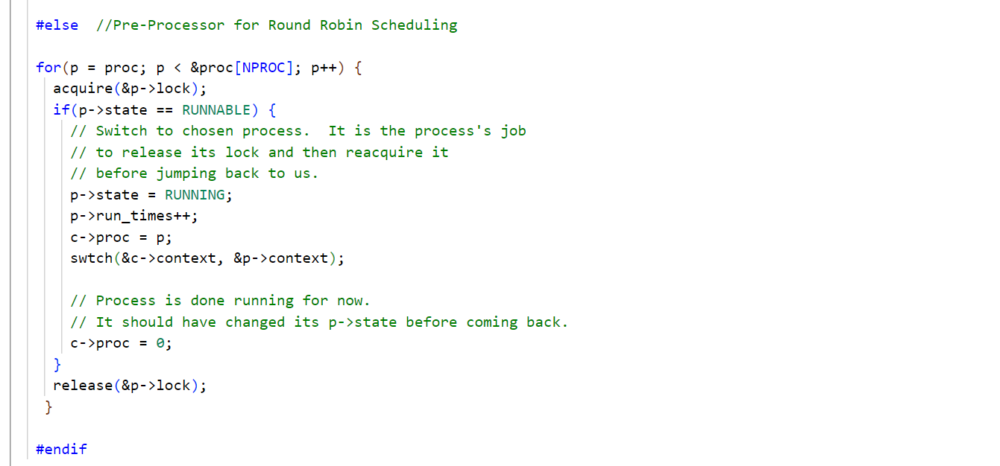 #else  //Pre-Processor for Round Robin Scheduling
for(p = proc; p < &proc[NPROC]; p++) {
acquire(&p->lock);
if(p->state == RUNNABLE) {
// Switch to chosen process.  It is the process's job
// to release its lock and then reacquire it
// before jumping back to us.
p->state = RUNNING;
p->run_times++;
c->proc = p;
swtch(&c->context, &p->context);
// Process is done running for now.
// It should have changed its p->state before coming back.
c->proc = 0;
}
release(&p->lock);
}
#endif